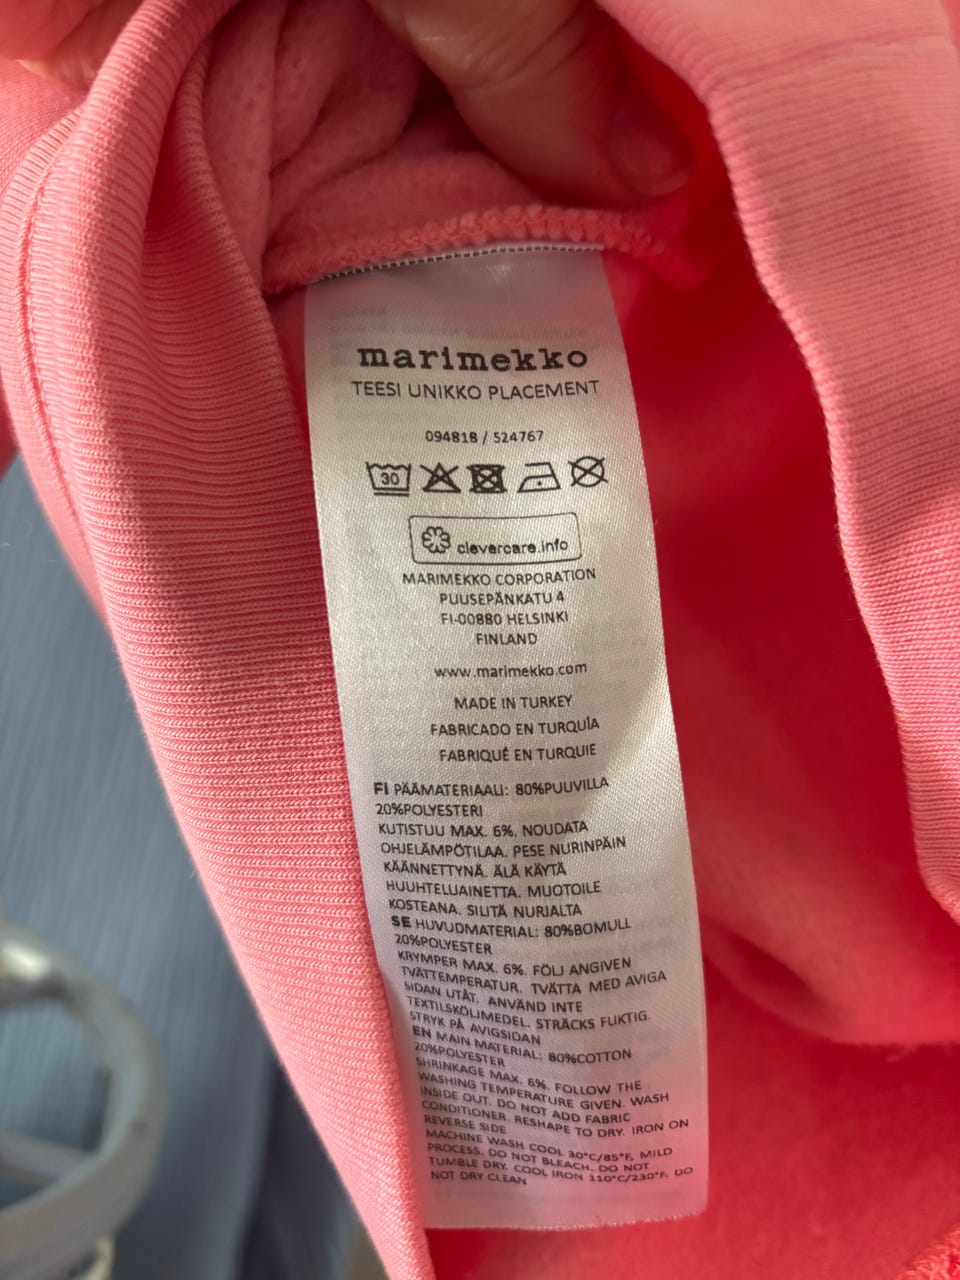 marimekko
TEESI UNIKKO PLACEMENT
094818 / 524767
30
clevercare.info
MARIMEKKO CORPORATION
PUUSEPÄNKATU 4
FI-00880 HELSINKI
FINLAND
www.marimekko.com
MADE IN TURKEY
FABRICADO EN TURQUÍA
FABRIQUÉ EN TURQUIE
FI PÄÄMATERIAALI: 80%PUUVILLA
20%POLYESTERI
KUTISTUU MAX. 6%. NOUDATA
OHJELÄMPÖTILAA. PESE NURINPÄIN
KÄÄNNETTYNÄ. ÄLÄ KÄYTÄ
HUUHTELUAINETTA. MUOTOILE
KOSTEANA. SILITÄ NURJALTA
SE HUVUDMATERIAL: 80%BOMULL
20%POLYESTER
KRYMPER MAX. 6%. FÖLJ ANGIVEN
TVÄTTEMPERATUR. TVÄTTA MED AVIGA
SIDAN UTÅT. ANVÄND INTE
TEXTILSKÖLJMEDEL. STRÄCKS FUKTIG.
STRYK PÅ AVIGSIDAN
EN MAIN MATERIAL: 80%COTTON
20%POLYESTER
SHRINKAGE MAX. 6%. FOLLOW THE
WASHING TEMPERATURE GIVEN. WASH
INSIDE OUT. DO NOT ADD FABRIC
CONDITIONER. RESHAPE TO DRY. IRON ON
REVERSE SIDE
MACHINE WASH COOL 30°C/85°F, MILD
PROCESS. DO NOT BLEACH. DO NOT
TUMBLE DRY. COOL IRON 110°C/230°F. DO
NOT DRY CLEAN